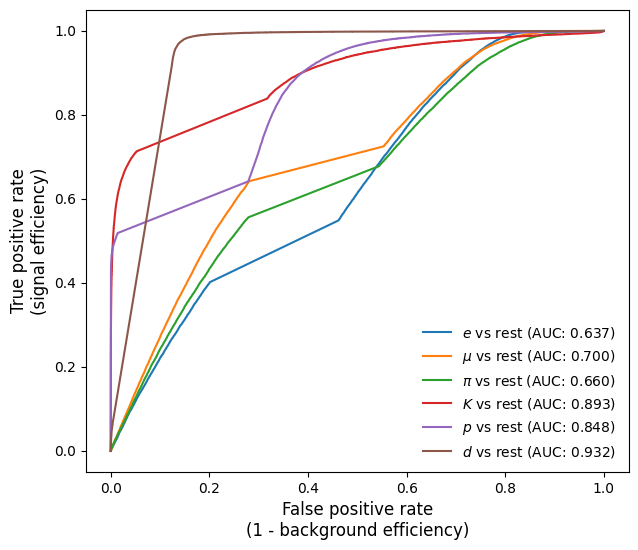 True positive rate
(signal efficiency)
1.0
0.8
0.6
0.4
0.2
0.0
0.0 0.2 0.4 0.6 0.8 1.0
False positive rate
(1 - background efficiency)
e vs rest (AUC: 0.637)
μ vs rest (AUC: 0.700)
π vs rest (AUC: 0.660)
K vs rest (AUC: 0.893)
p vs rest (AUC: 0.848)
d vs rest (AUC: 0.932)